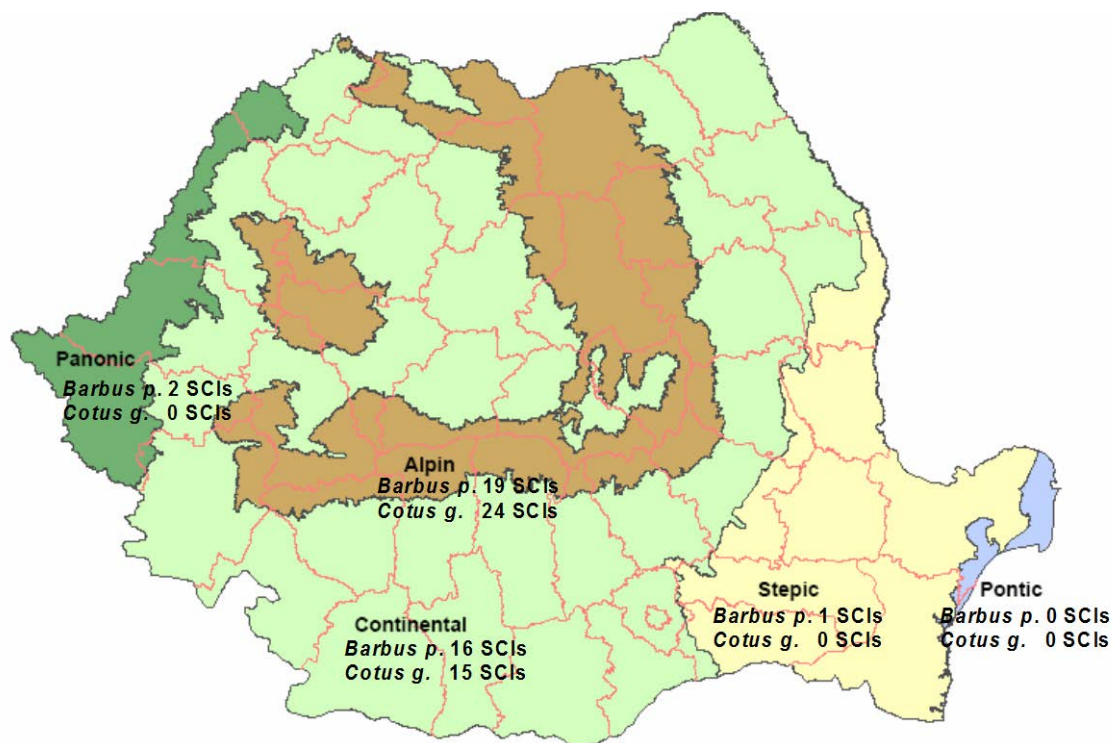 Panonic
Barbus p. 2 SCIs
Cotus g. 0 SCIs
Alpin
Barbus p. 19 SCIs
Cotus g. 24 SCIs
Continental
Barbus p. 16 SCIs
Cotus g. 15 SCIs
Stepic
Barbus p. 1 SCIs
Cotus g. 0 SCIs
Pontic
Barbus p. 0 SCIs
Cotus g. 0 SCIs